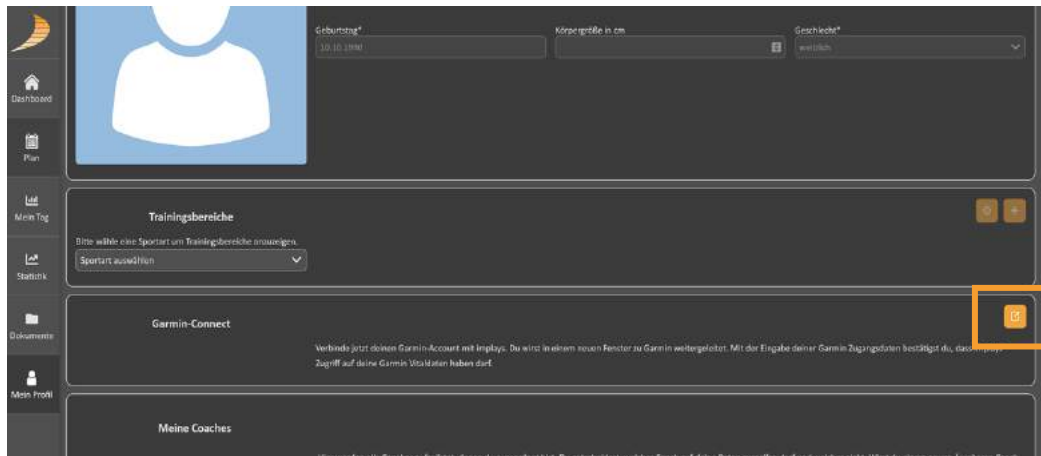 Geburtstag*
Körpergröße in cm
Geschlecht*
10.10.1990
weiblich
Dashboard
Plan
Mein Tag
Trainingsbereiche
Bitte wähle eine Sportart um Trainingsbereiche anzuzeigen.
Sportart auswählen
Statistik
Garmin-Connect
Dokumente
Verbinde jetzt deinen Garmin-Account mit implays. Du wirst in einem neuen Fenster zu Garmin weitergeleitet. Mit der Eingabe deiner Garmin Zugangsdaten bestätigst du, dass implays
Zugriff auf deine Garmin Vitaldaten haben darf.
Mein Profil
Meine Coaches